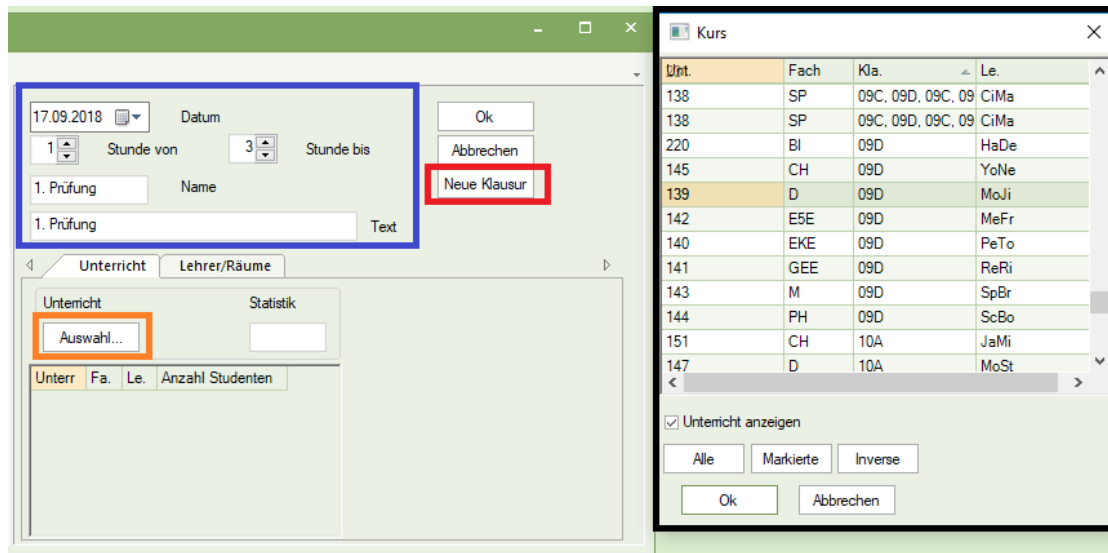 17.09.2018 Datum
1 Stunde von 3 Stunde bis
1. Prüfung Name
1. Prüfung Text
Ok
Abbrechen
Neue Klausur
Unterricht Lehrer/Räume
Unterricht Statistik
Auswahl...
Unterr Fa. Le. Anzahl Studenten
Kurs
Unt. Fach Kla. Le.
138 SP 09C, 09D, 09C, 09 CiMa
138 SP 09C, 09D, 09C, 09 CiMa
220 BI 09D HaDe
145 CH 09D YoNe
139 D 09D MoJi
142 E5E 09D MeFr
140 EKE 09D PeTo
141 GEE 09D ReRi
143 M 09D SpBr
144 PH 09D ScBo
151 CH 10A JaMi
147 D 10A MoSt
Unterricht anzeigen
Alle Markierte Inverse
Ok Abbrechen